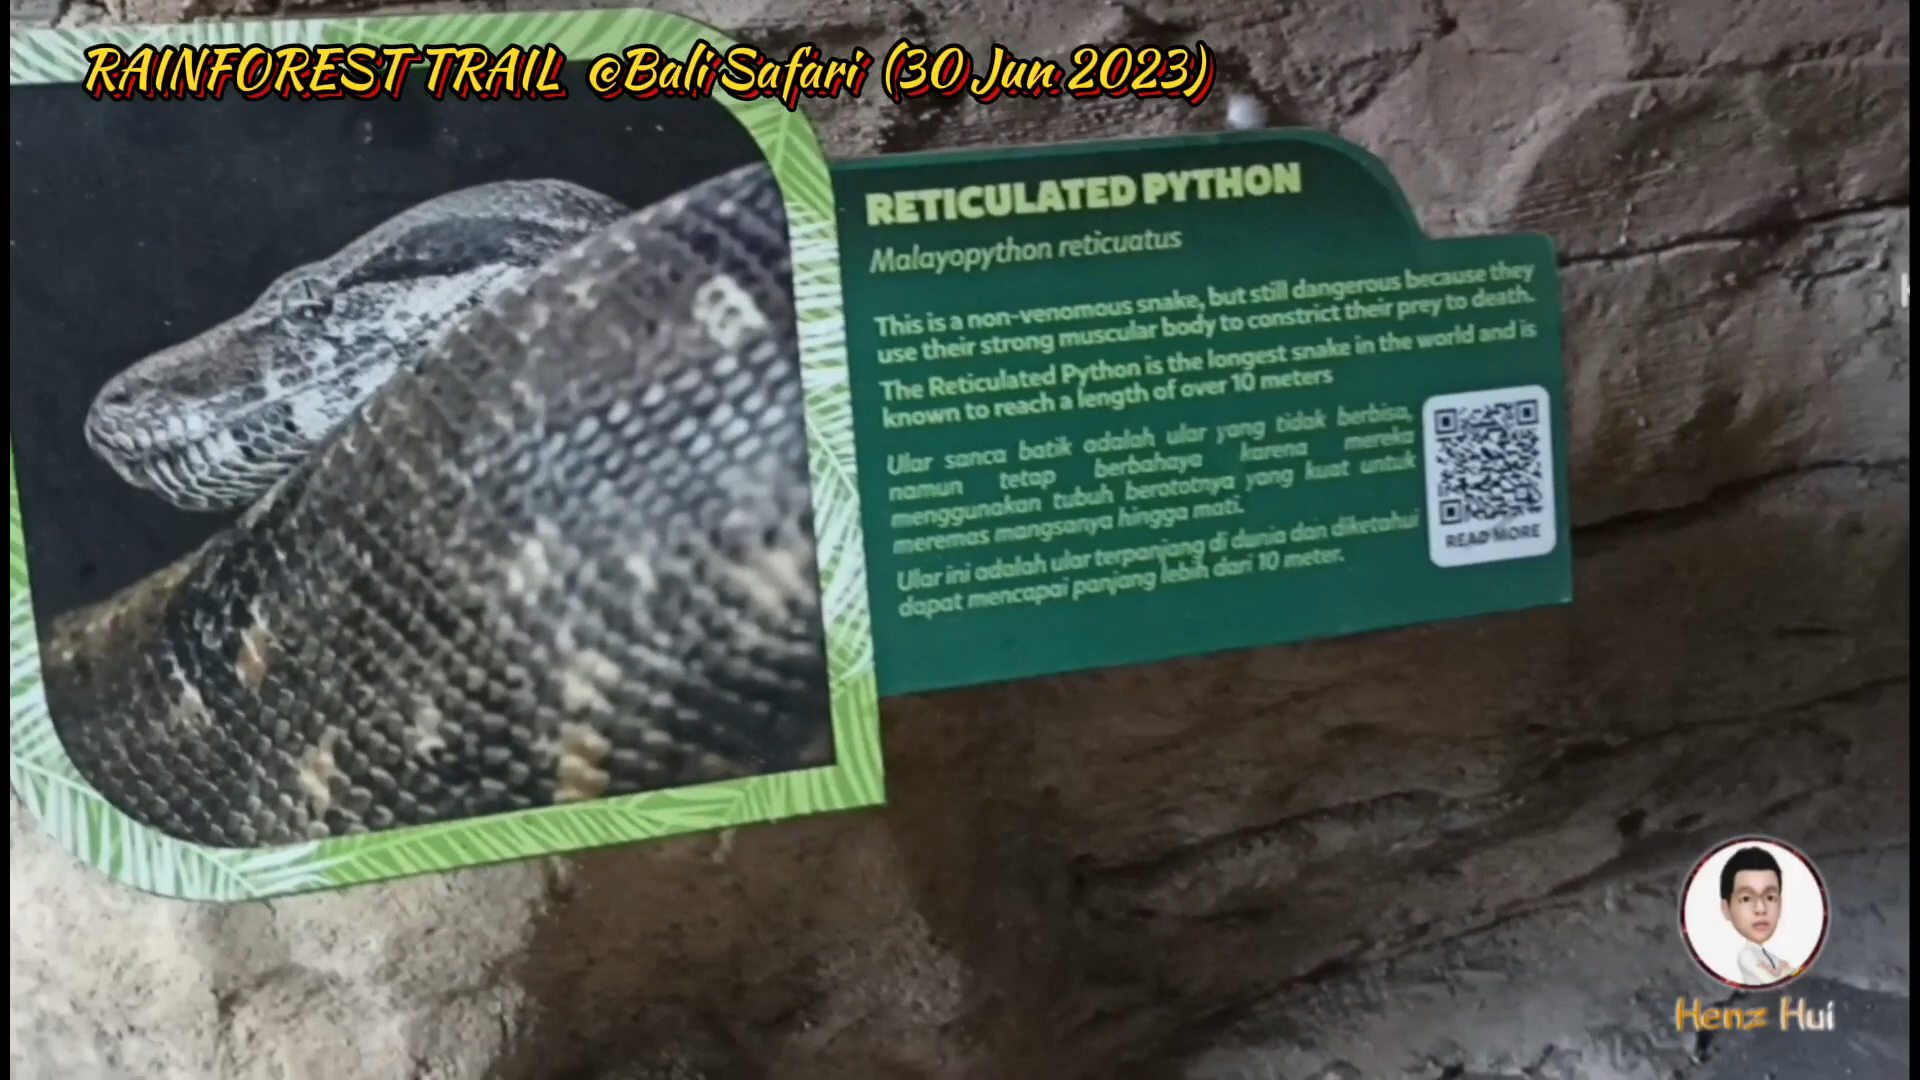 RAINFOREST TRAIL @Bali Safari (30 Jun 2023)
RETICULATED PYTHON
Malayopython reticuatus
This is a non-venomous snake, but still dangerous because they
use their strong muscular body to constrict their prey to death.
The Reticulated Python is the longest snake in the world and is
known to reach a length of over 10 meters
Ular sanca batik adalah ular yang tidak berbisa,
namun tetap berbahaya karena mereka
menggunakan tubuh berototnya yang kuat untuk
meremas mangsanya hingga mati.
Ular ini adalah ular terpanjang di dunia dan diketahui
dapat mencapai panjang lebih dari 10 meter.
READ MORE
Henz Hui